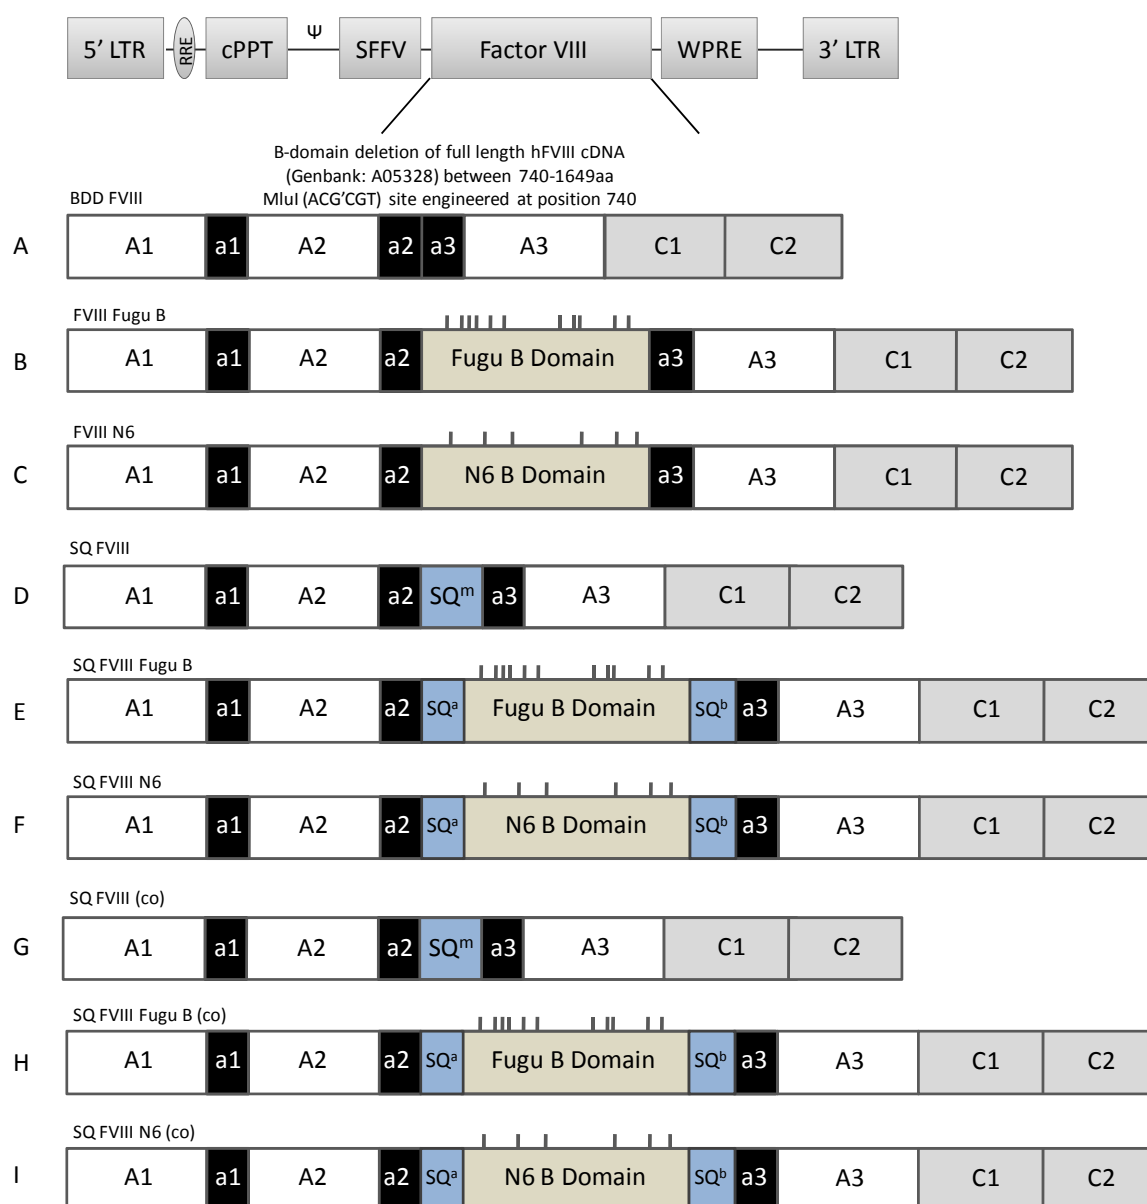 5’ LTR RRE cPPT Ψ SFFV Factor VIII WPRE 3’ LTR
B-domain deletion of full length hFVIII cDNA
(Genbank: A05328) between 740-1649aa
MluI (ACG’CGT) site engineered at position 740
BDD FVIII
A A1 a1 A2 a2 a3 A3 C1 C2
FVIII Fugu B
B A1 a1 A2 a2 Fugu B Domain a3 A3 C1 C2
FVIII N6
C A1 a1 A2 a2 N6 B Domain a3 A3 C1 C2
SQ FVIII
D A1 a1 A2 a2 SQᵐ a3 A3 C1 C2
SQ FVIII Fugu B
E A1 a1 A2 a2 SQᵃ Fugu B Domain SQᵇ a3 A3 C1 C2
SQ FVIII N6
F A1 a1 A2 a2 SQᵃ N6 B Domain SQᵇ a3 A3 C1 C2
SQ FVIII (co)
G A1 a1 A2 a2 SQᵐ a3 A3 C1 C2
SQ FVIII Fugu B (co)
H A1 a1 A2 a2 SQᵃ Fugu B Domain SQᵇ a3 A3 C1 C2
SQ FVIII N6 (co)
I A1 a1 A2 a2 SQᵃ N6 B Domain SQᵇ a3 A3 C1 C2